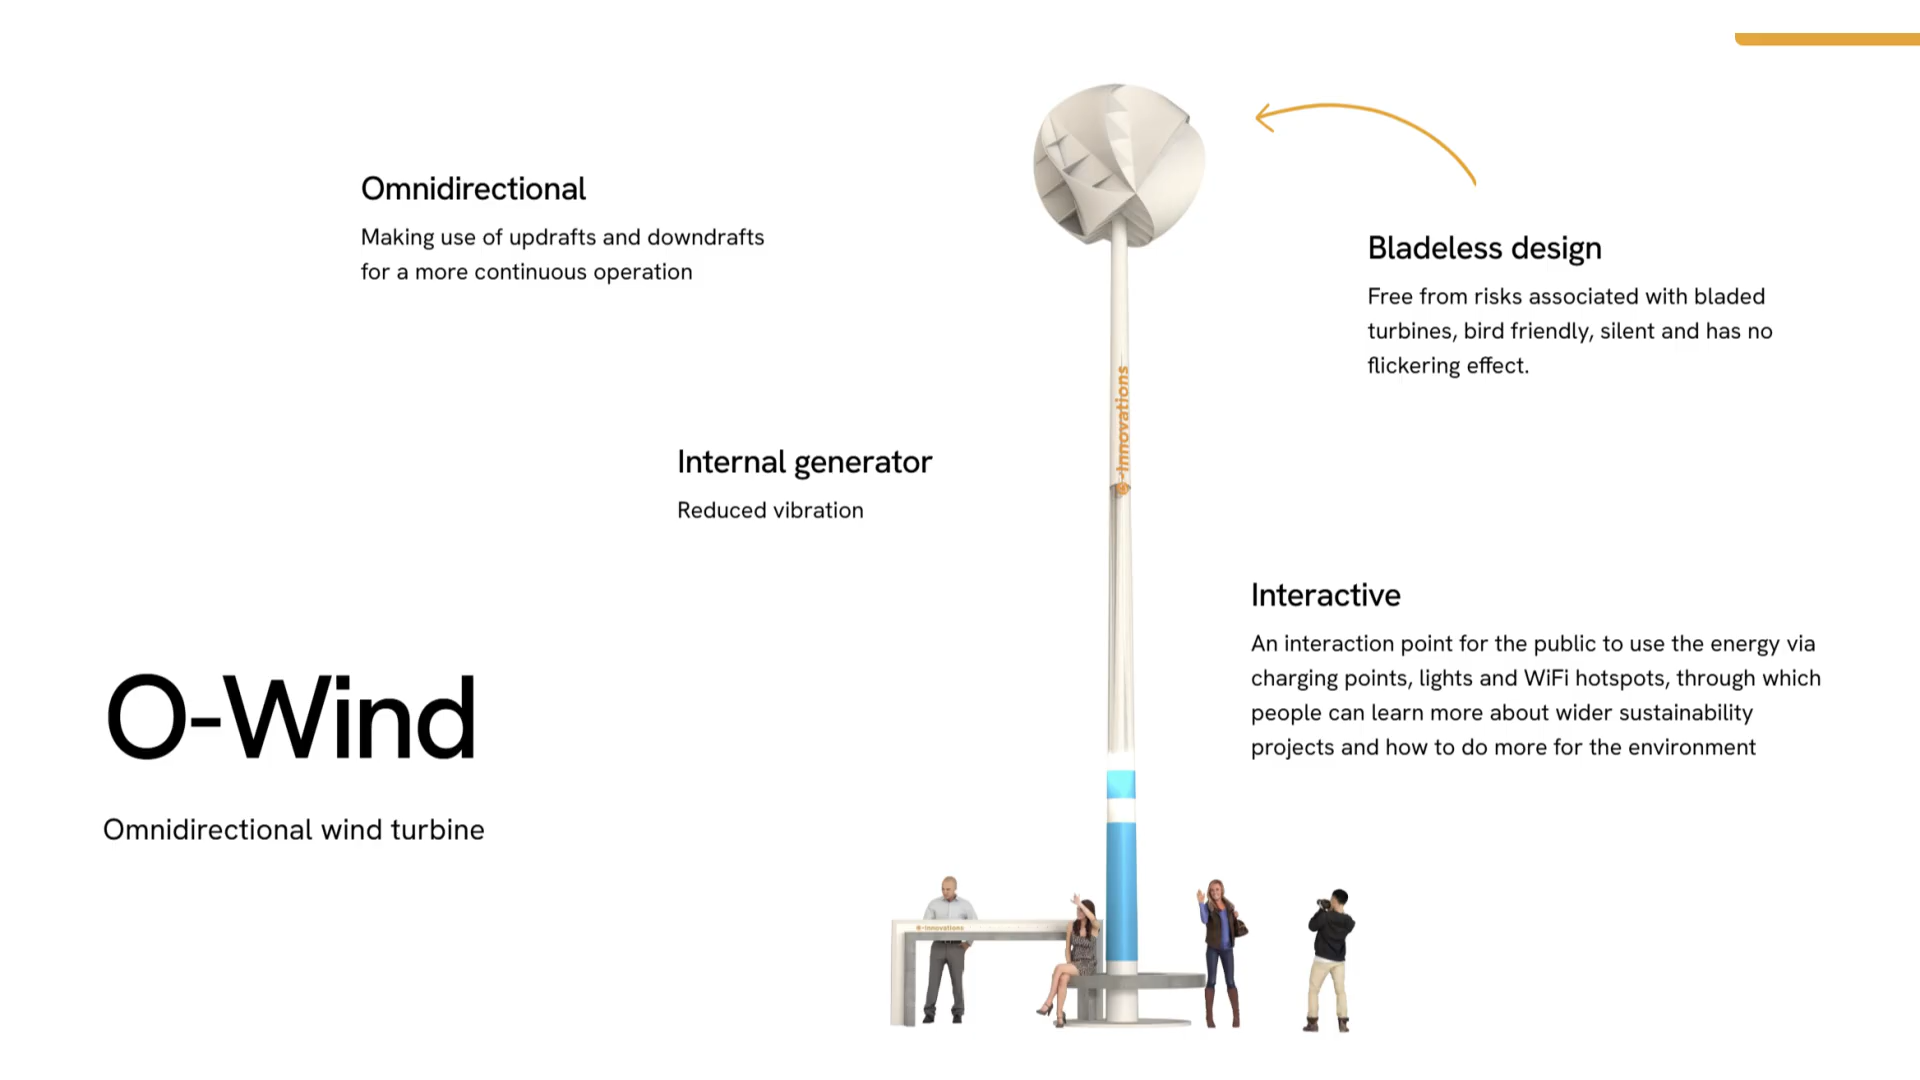 Omnidirectional
Making use of updrafts and downdrafts
for a more continuous operation
Bladeless design
Free from risks associated with bladed
turbines, bird friendly, silent and has no
flickering effect.
Innovations
Internal generator
Reduced vibration
Interactive
An interaction point for the public to use the energy via
charging points, lights and WiFi hotspots, through which
people can learn more about wider sustainability
projects and how to do more for the environment
O-Wind
Omnidirectional wind turbine
innovations